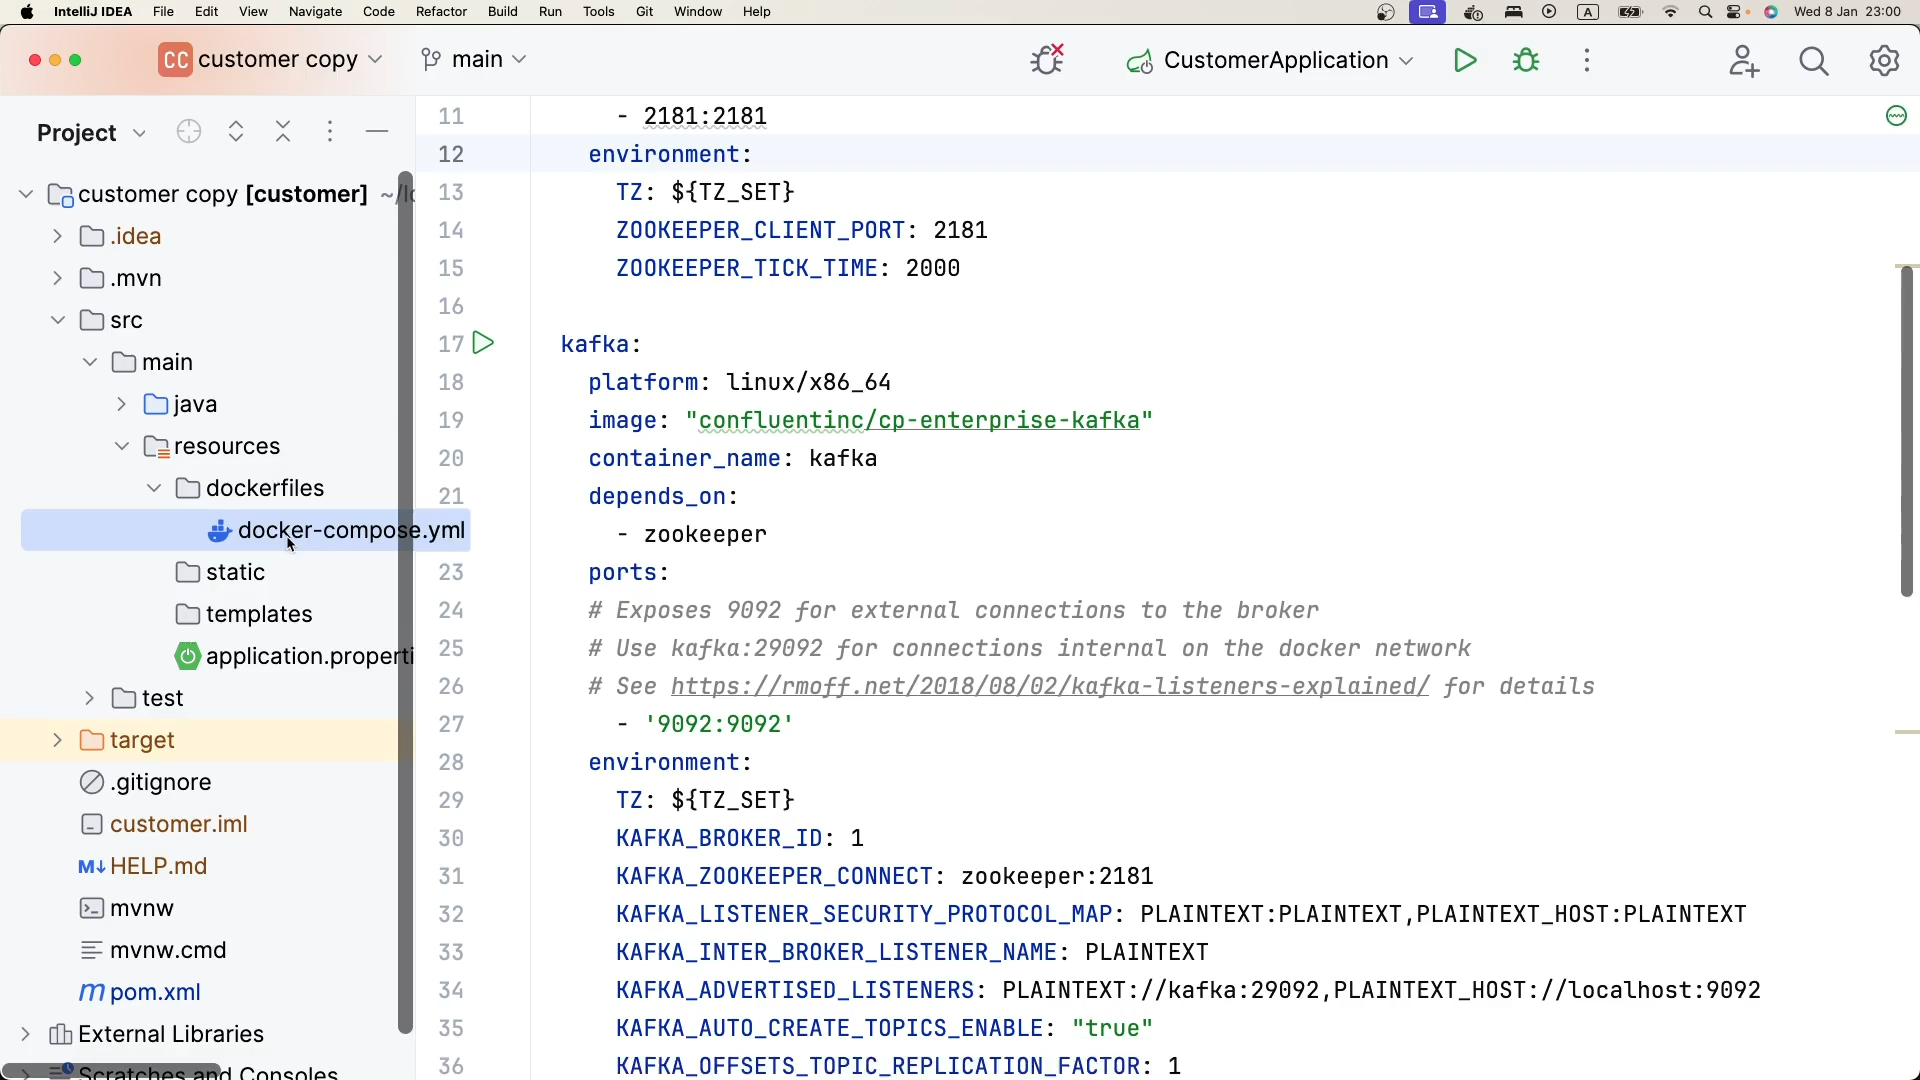 IntelliJ IDEA File Edit View Navigate Code Refactor Build Run Tools Git Window Help A Wed 8 Jan 23:00
CC customer copy main CustomerApplication
Project
customer copy [customer]
.idea
.mvn
src
main
java
resources
dockerfiles
docker-compose.yml
static
templates
application.properti
test
target
.gitignore
customer.iml
M↓ HELP.md
mvnw
mvnw.cmd
m pom.xml
External Libraries
Scratches and Consoles
11 - 2181:2181
12 environment:
13 TZ: ${TZ_SET}
14 ZOOKEEPER_CLIENT_PORT: 2181
15 ZOOKEEPER_TICK_TIME: 2000
16
17 kafka:
18 platform: linux/x86_64
19 image: "confluentinc/cp-enterprise-kafka"
20 container_name: kafka
21 depends_on:
- zookeeper
23 ports:
24 # Exposes 9092 for external connections to the broker
25 # Use kafka:29092 for connections internal on the docker network
26 # See https://rmoff.net/2018/08/02/kafka-listeners-explained/ for details
27 - '9092:9092'
28 environment:
29 TZ: ${TZ_SET}
30 KAFKA_BROKER_ID: 1
31 KAFKA_ZOOKEEPER_CONNECT: zookeeper:2181
32 KAFKA_LISTENER_SECURITY_PROTOCOL_MAP: PLAINTEXT:PLAINTEXT,PLAINTEXT_HOST:PLAINTEXT
33 KAFKA_INTER_BROKER_LISTENER_NAME: PLAINTEXT
34 KAFKA_ADVERTISED_LISTENERS: PLAINTEXT://kafka:29092,PLAINTEXT_HOST://localhost:9092
35 KAFKA_AUTO_CREATE_TOPICS_ENABLE: "true"
36 KAFKA_OFFSETS_TOPIC_REPLICATION_FACTOR: 1